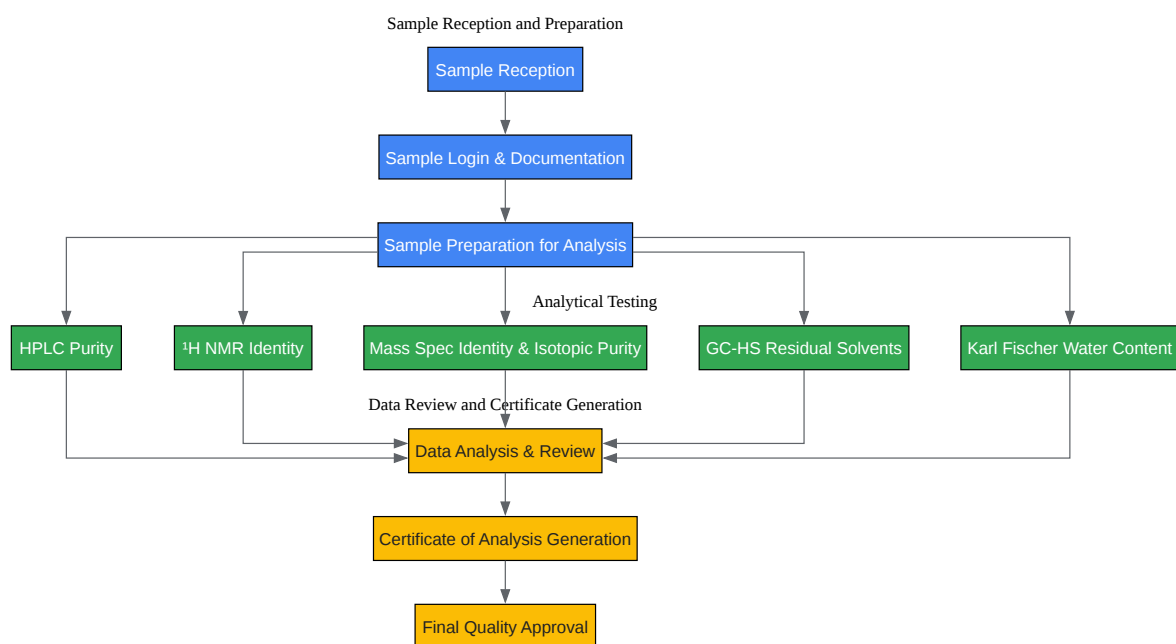 Sample Reception and Preparation
Sample Reception
Sample Login & Documentation
Sample Preparation for Analysis
Analytical Testing
HPLC Purity
¹H NMR Identity
Mass Spec Identity & Isotopic Purity
GC-HS Residual Solvents
Karl Fischer Water Content
Data Review and Certificate Generation
Data Analysis & Review
Certificate of Analysis Generation
Final Quality Approval